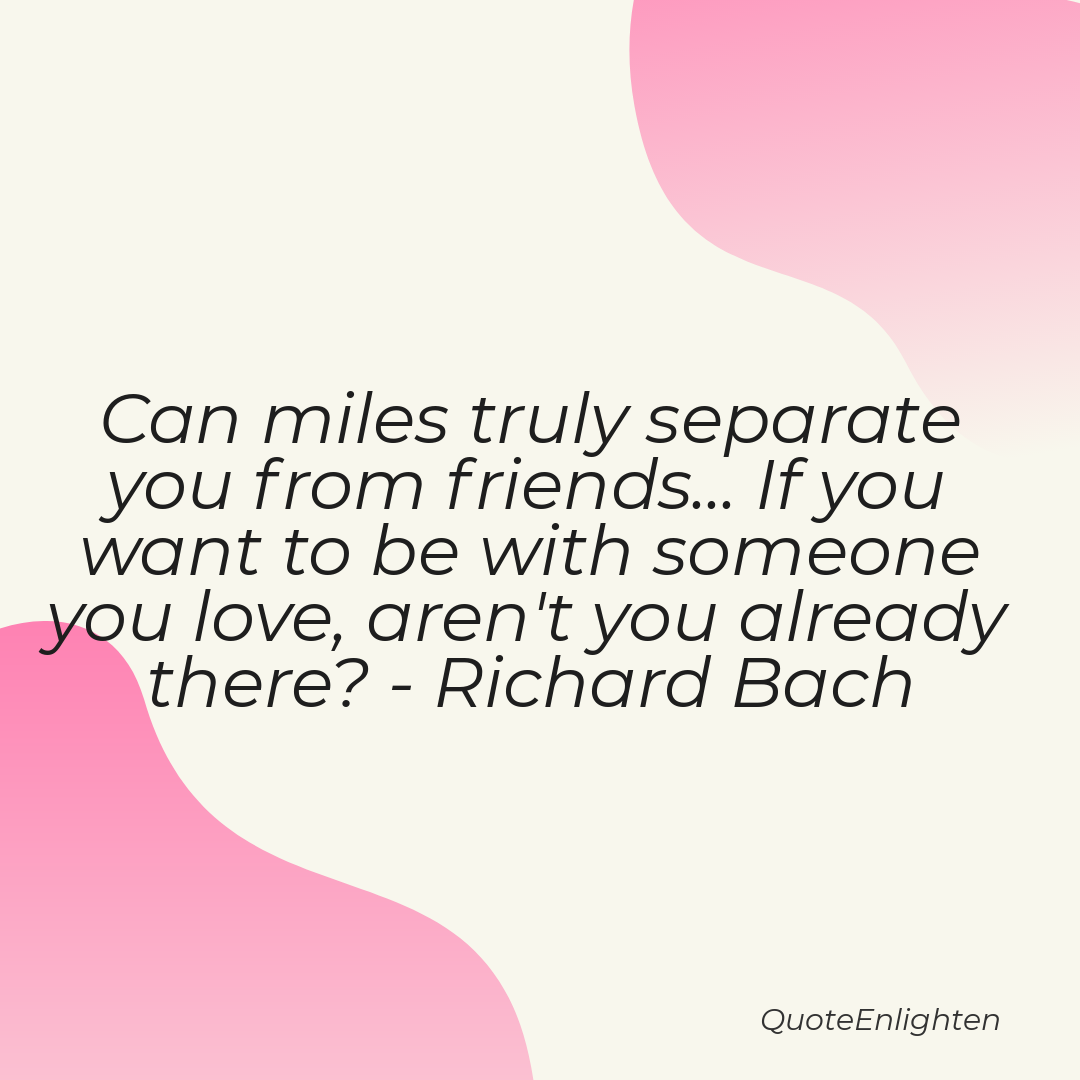 Can miles truly separate
you from friends... If you
want to be with someone
you love, aren't you already
there? - Richard Bach
QuoteEnlighten